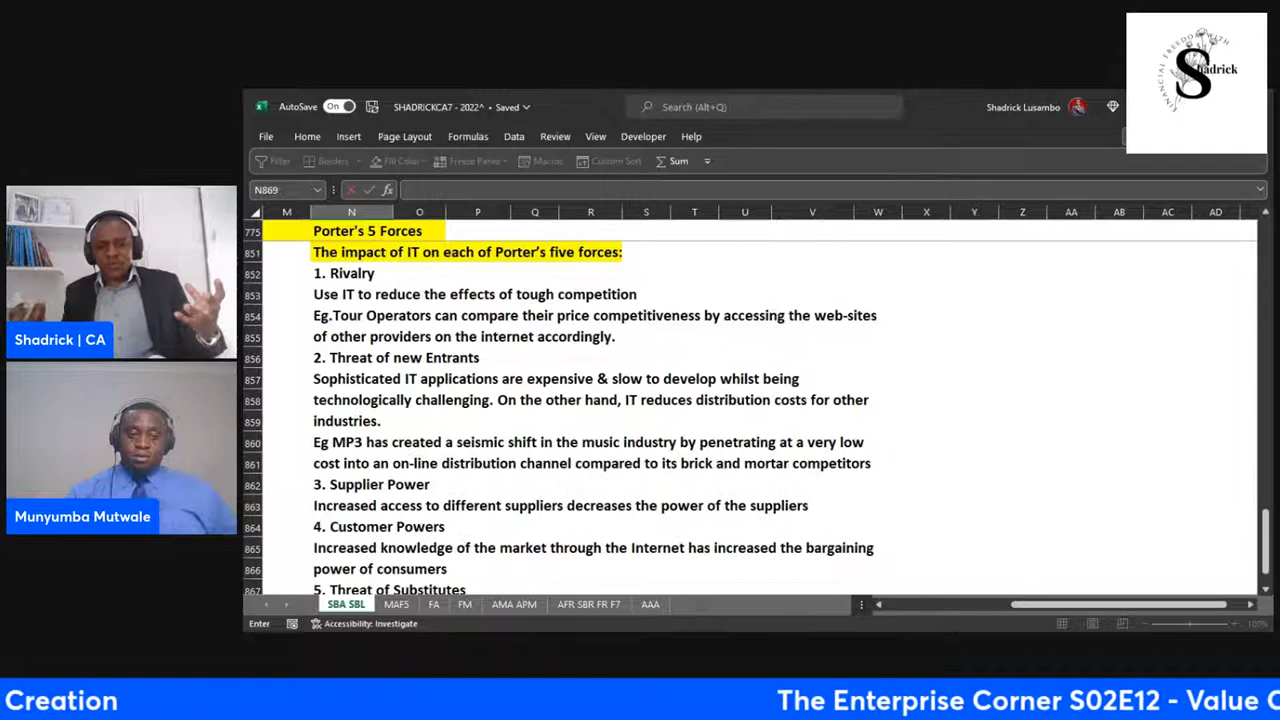 FINANCIAL FREEDOM WITH
Shadrick
AutoSave On SHADRICKCA7 - 2022^ • Saved Search (Alt+Q) Shadrick Lusambo
File Home Insert Page Layout Formulas Data Review View Developer Help
Filter Borders Fill Color Freeze Panes Macros Custom Sort Sum
N869 fx
M N O P Q R S T U V W X Y Z AA AB AC AD
775 Porter's 5 Forces
851 The impact of IT on each of Porter's five forces:
852 1. Rivalry
853 Use IT to reduce the effects of tough competition
854 Eg.Tour Operators can compare their price competitiveness by accessing the web-sites
855 of other providers on the internet accordingly.
856 2. Threat of new Entrants
857 Sophisticated IT applications are expensive & slow to develop whilst being
858 technologically challenging. On the other hand, IT reduces distribution costs for other
859 industries.
860 Eg MP3 has created a seismic shift in the music industry by penetrating at a very low
861 cost into an on-line distribution channel compared to its brick and mortar competitors
862 3. Supplier Power
863 Increased access to different suppliers decreases the power of the suppliers
864 4. Customer Powers
865 Increased knowledge of the market through the Internet has increased the bargaining
866 power of consumers
867 5. Threat of Substitutes
SBA SBL MAF5 FA FM AMA APM AFR SBR FR F7 AAA
Enter Accessibility: Investigate 100%
Shadrick | CA
Munyumba Mutwale
Creation The Enterprise Corner S02E12 - Value C